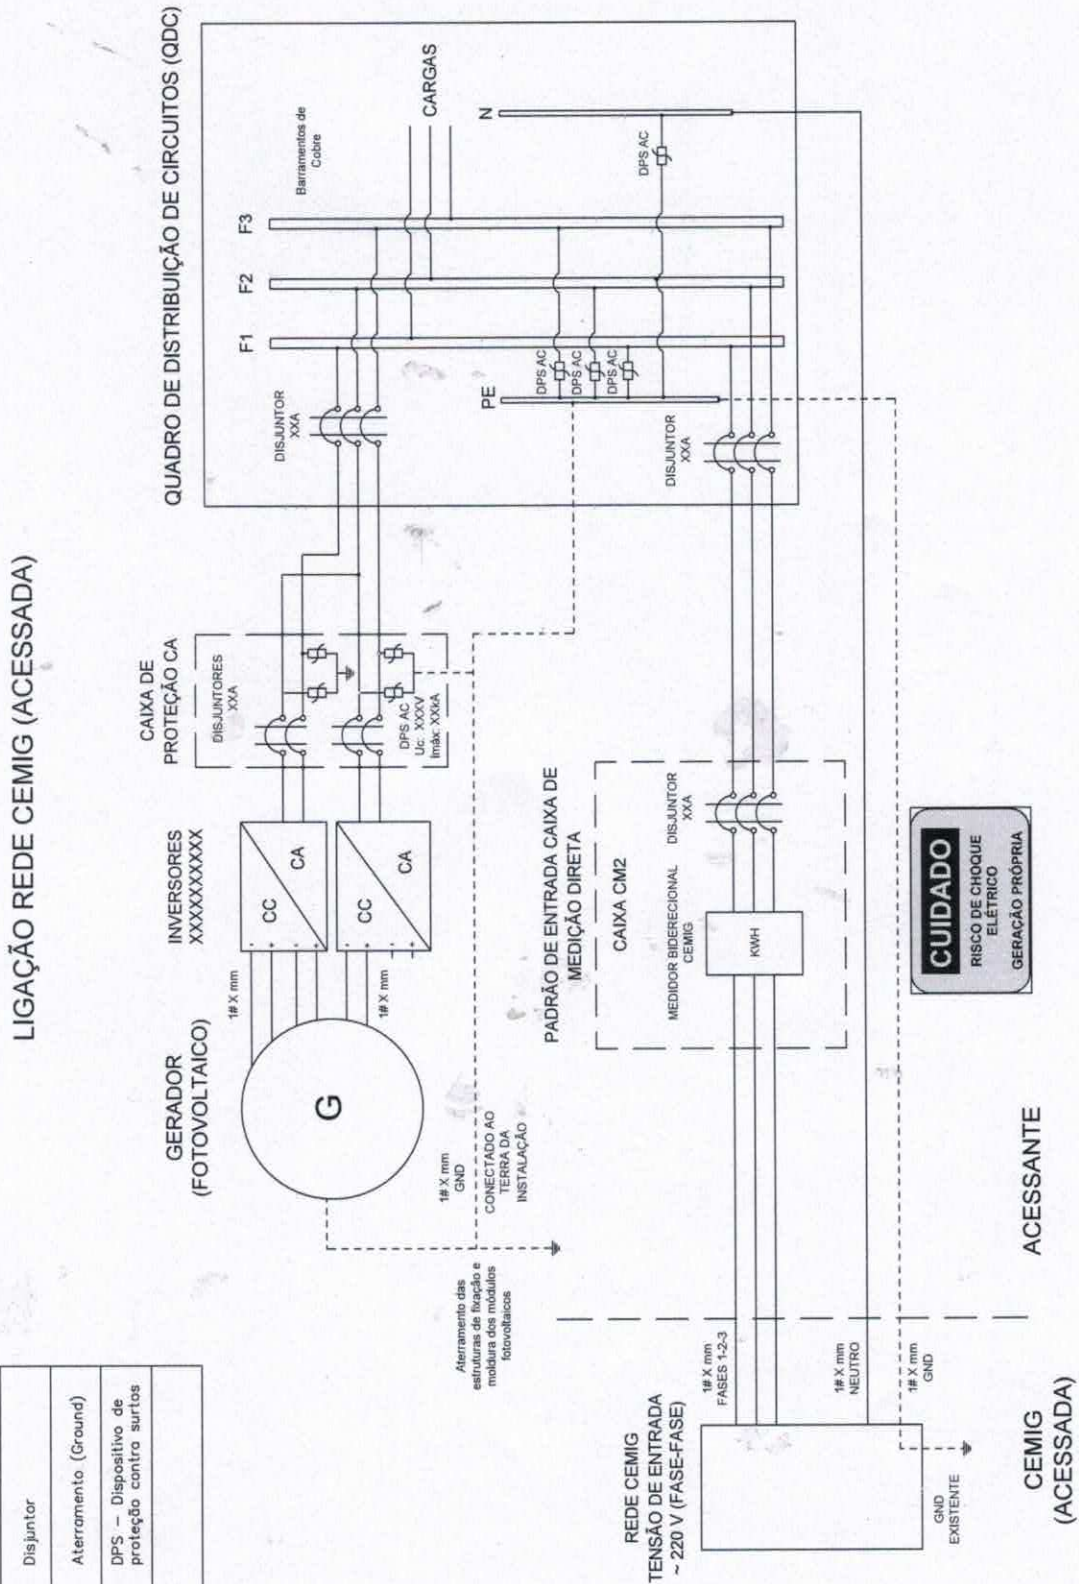 LIGAÇÃO REDE CEMIG (ACESSADA)
Disjuntor
Aterramento (Ground)
DPS – Dispositivo de
proteção contra surtos
GERADOR
(FOTOVOLTAICO)
G
1# X mm
1# X mm
INVERSORES
XXXXXXXXXX
CC
CA
CC
CA
- + - +
- + - +
CAIXA DE
PROTEÇÃO CA
DISJUNTORES
XXA
DPS AC
Uc: XXXV
Imáx: XXkA
QUADRO DE DISTRIBUIÇÃO DE CIRCUITOS (QDC)
DISJUNTOR
XXA
F1
F2
F3
Barramentos de
Cobre
CARGAS
PE
N
DPS AC
DPS AC
DPS AC
DPS AC
DISJUNTOR
XXA
1# X mm
GND
CONECTADO AO
TERRA DA
INSTALAÇÃO
Aterramento das
estruturas de fixação e
moldura dos módulos
fotovoltaicos
PADRÃO DE ENTRADA CAIXA DE
MEDIÇÃO DIRETA
CAIXA CM2
MEDIDOR BIDERECIONAL
CEMIG
DISJUNTOR
XXA
KWH
REDE CEMIG
TENSÃO DE ENTRADA
~ 220 V (FASE-FASE)
1# X mm
FASES 1-2-3
1# X mm
NEUTRO
1# X mm
GND
GND
EXISTENTE
CUIDADO
RISCO DE CHOQUE
ELÉTRICO
GERAÇÃO PRÓPRIA
CEMIG
(ACESSADA)
ACESSANTE